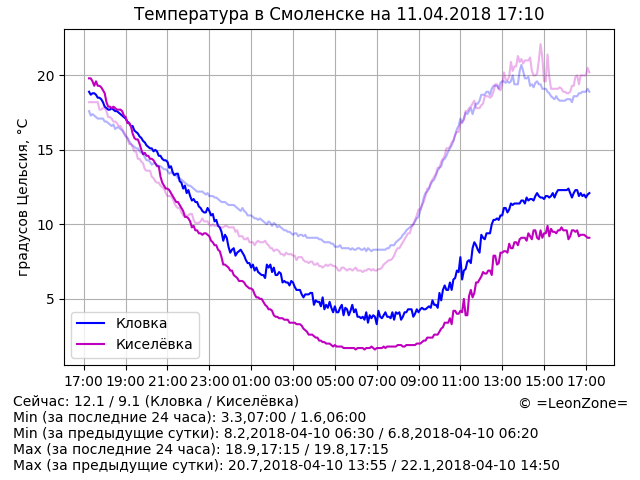 Температура в Смоленске на 11.04.2018 17:10
градусов Цельсия, °C
20
15
10
5
Кловка
Киселёвка
17:00 19:00 21:00 23:00 01:00 03:00 05:00 07:00 09:00 11:00 13:00 15:00 17:00
Сейчас: 12.1 / 9.1 (Кловка / Киселёвка)
© =LeonZone=
Min (за последние 24 часа): 3.3,07:00 / 1.6,06:00
Min (за предыдущие сутки): 8.2,2018-04-10 06:30 / 6.8,2018-04-10 06:20
Max (за последние 24 часа): 18.9,17:15 / 19.8,17:15
Max (за предыдущие сутки): 20.7,2018-04-10 13:55 / 22.1,2018-04-10 14:50